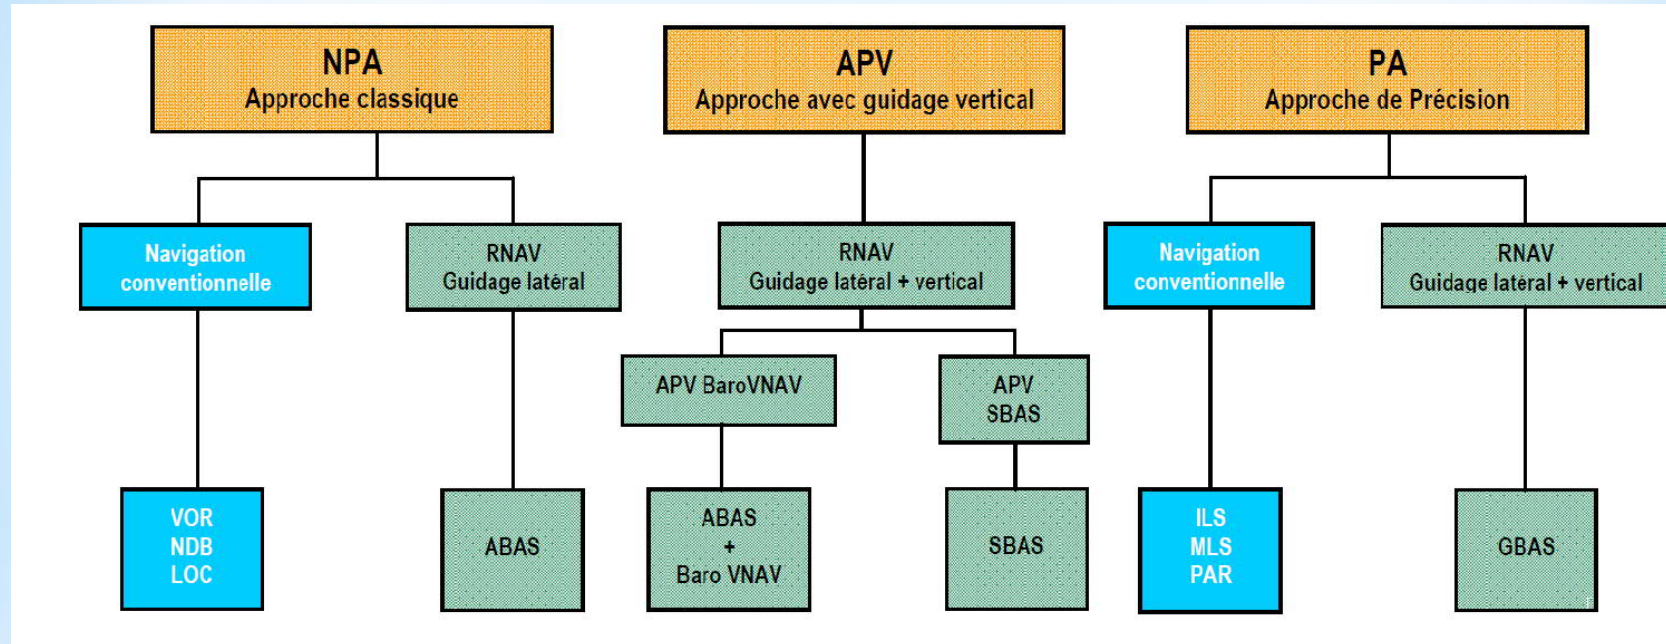 NPA
Approche classique
APV
Approche avec guidage vertical
PA
Approche de Précision
Navigation
conventionnelle
RNAV
Guidage latéral
RNAV
Guidage latéral + vertical
Navigation
conventionnelle
RNAV
Guidage latéral + vertical
APV BaroVNAV
APV
SBAS
VOR
NDB
LOC
ABAS
ABAS
+
Baro VNAV
SBAS
ILS
MLS
PAR
GBAS